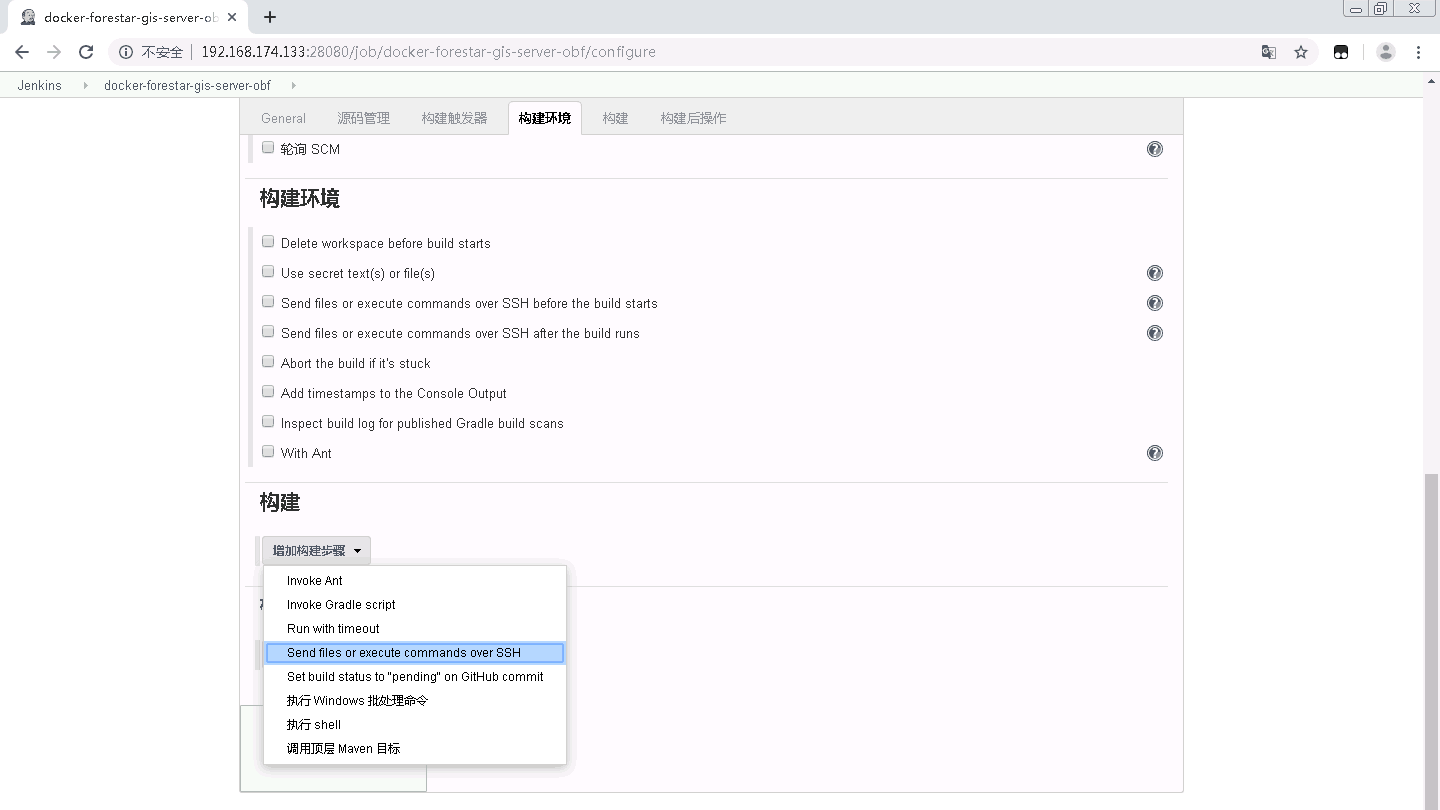 docker-forestar-gis-server-ob
不安全 192.168.174.133:28080/job/docker-forestar-gis-server-obf/configure
Jenkins docker-forestar-gis-server-obf
General 源码管理 构建触发器 构建环境 构建 构建后操作
轮询 SCM
构建环境
Delete workspace before build starts
Use secret text(s) or file(s)
Send files or execute commands over SSH before the build starts
Send files or execute commands over SSH after the build runs
Abort the build if it's stuck
Add timestamps to the Console Output
Inspect build log for published Gradle build scans
With Ant
构建
增加构建步骤
Invoke Ant
Invoke Gradle script
Run with timeout
Send files or execute commands over SSH
Set build status to "pending" on GitHub commit
执行 Windows 批处理命令
执行 shell
调用顶层 Maven 目标